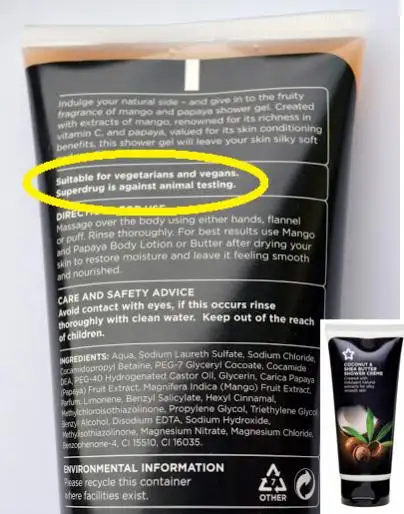 Indulge your natural side – and give in to the fruity
fragrance of mango and papaya shower gel. Created
with extracts of mango, renowned for its richness in
vitamin C, and papaya, valued for its skin conditioning
benefits, this shower gel will leave your skin silky soft
Suitable for vegetarians and vegans.
Superdrug is against animal testing.
DIRECTIONS FOR USE
Massage over the body using either hands, flannel
or puff. Rinse thoroughly. For best results use Mango
and Papaya Body Lotion or Butter after drying your
skin to restore moisture and leave it feeling smooth
and nourished.
CARE AND SAFETY ADVICE
Avoid contact with eyes, if this occurs rinse
thoroughly with clean water. Keep out of the reach
of children.
INGREDIENTS: Aqua, Sodium Laureth Sulfate, Sodium Chloride,
Cocamidopropyl Betaine, PEG-7 Glyceryl Cocoate, Cocamide
DEA, PEG-40 Hydrogenated Castor Oil, Glycerin, Carica Papaya
(Papaya) Fruit Extract, Magnifera Indica (Mango) Fruit Extract,
Parfum, Limonene, Benzyl Salicylate, Hexyl Cinnamal,
Methylchloroisothiazolinone, Propylene Glycol, Triethylene Glycol,
Benzyl Alcohol, Disodium EDTA, Sodium Hydroxide,
Methylisothiazolinone, Magnesium Nitrate, Magnesium Chloride,
Benzophenone-4, CI 15510, CI 16035.
ENVIRONMENTAL INFORMATION
Please recycle this container
where facilities exist.
7
OTHER
COCONUT &
SHEA BUTTER
SHOWER CRÈME